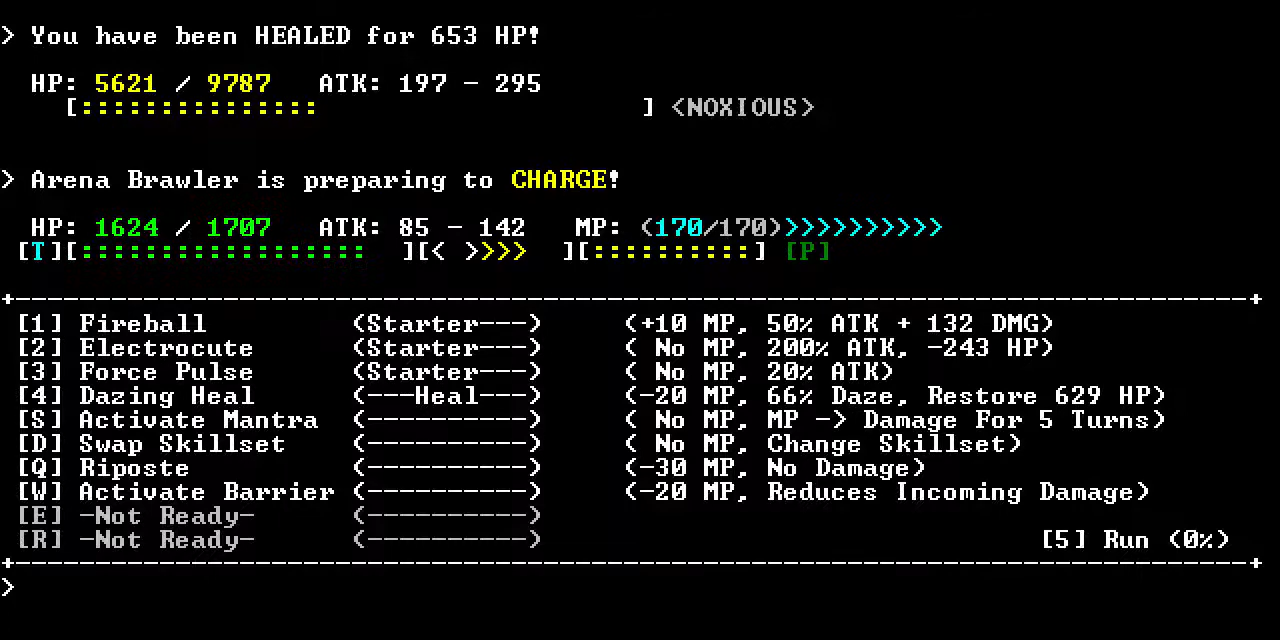 > You have been HEALED for 653 HP!
HP: 5621 / 9787 ATK: 197 - 295
[:::::::::::::::                    ] <NOXIOUS>
> Arena Brawler is preparing to CHARGE!
HP: 1624 / 1707 ATK: 85 - 142 MP: (170/170)>>>>>>>>>>
[T][::::::::::::::::::  ][< >>>>  ][::::::::::] [P]
+------------------------------------------------------------------------------+
[1] Fireball (Starter---) (+10 MP, 50% ATK + 132 DMG)
[2] Electrocute (Starter---) ( No MP, 200% ATK, -243 HP)
[3] Force Pulse (Starter---) ( No MP, 20% ATK)
[4] Dazing Heal (---Heal---) (-20 MP, 66% Daze, Restore 629 HP)
[S] Activate Mantra (----------) ( No MP, MP -> Damage For 5 Turns)
[D] Swap Skillset (----------) ( No MP, Change Skillset)
[Q] Riposte (----------) (-30 MP, No Damage)
[W] Activate Barrier (----------) (-20 MP, Reduces Incoming Damage)
[E] -Not Ready- (----------)
[R] -Not Ready- (----------) [5] Run (0%)
+------------------------------------------------------------------------------+
>